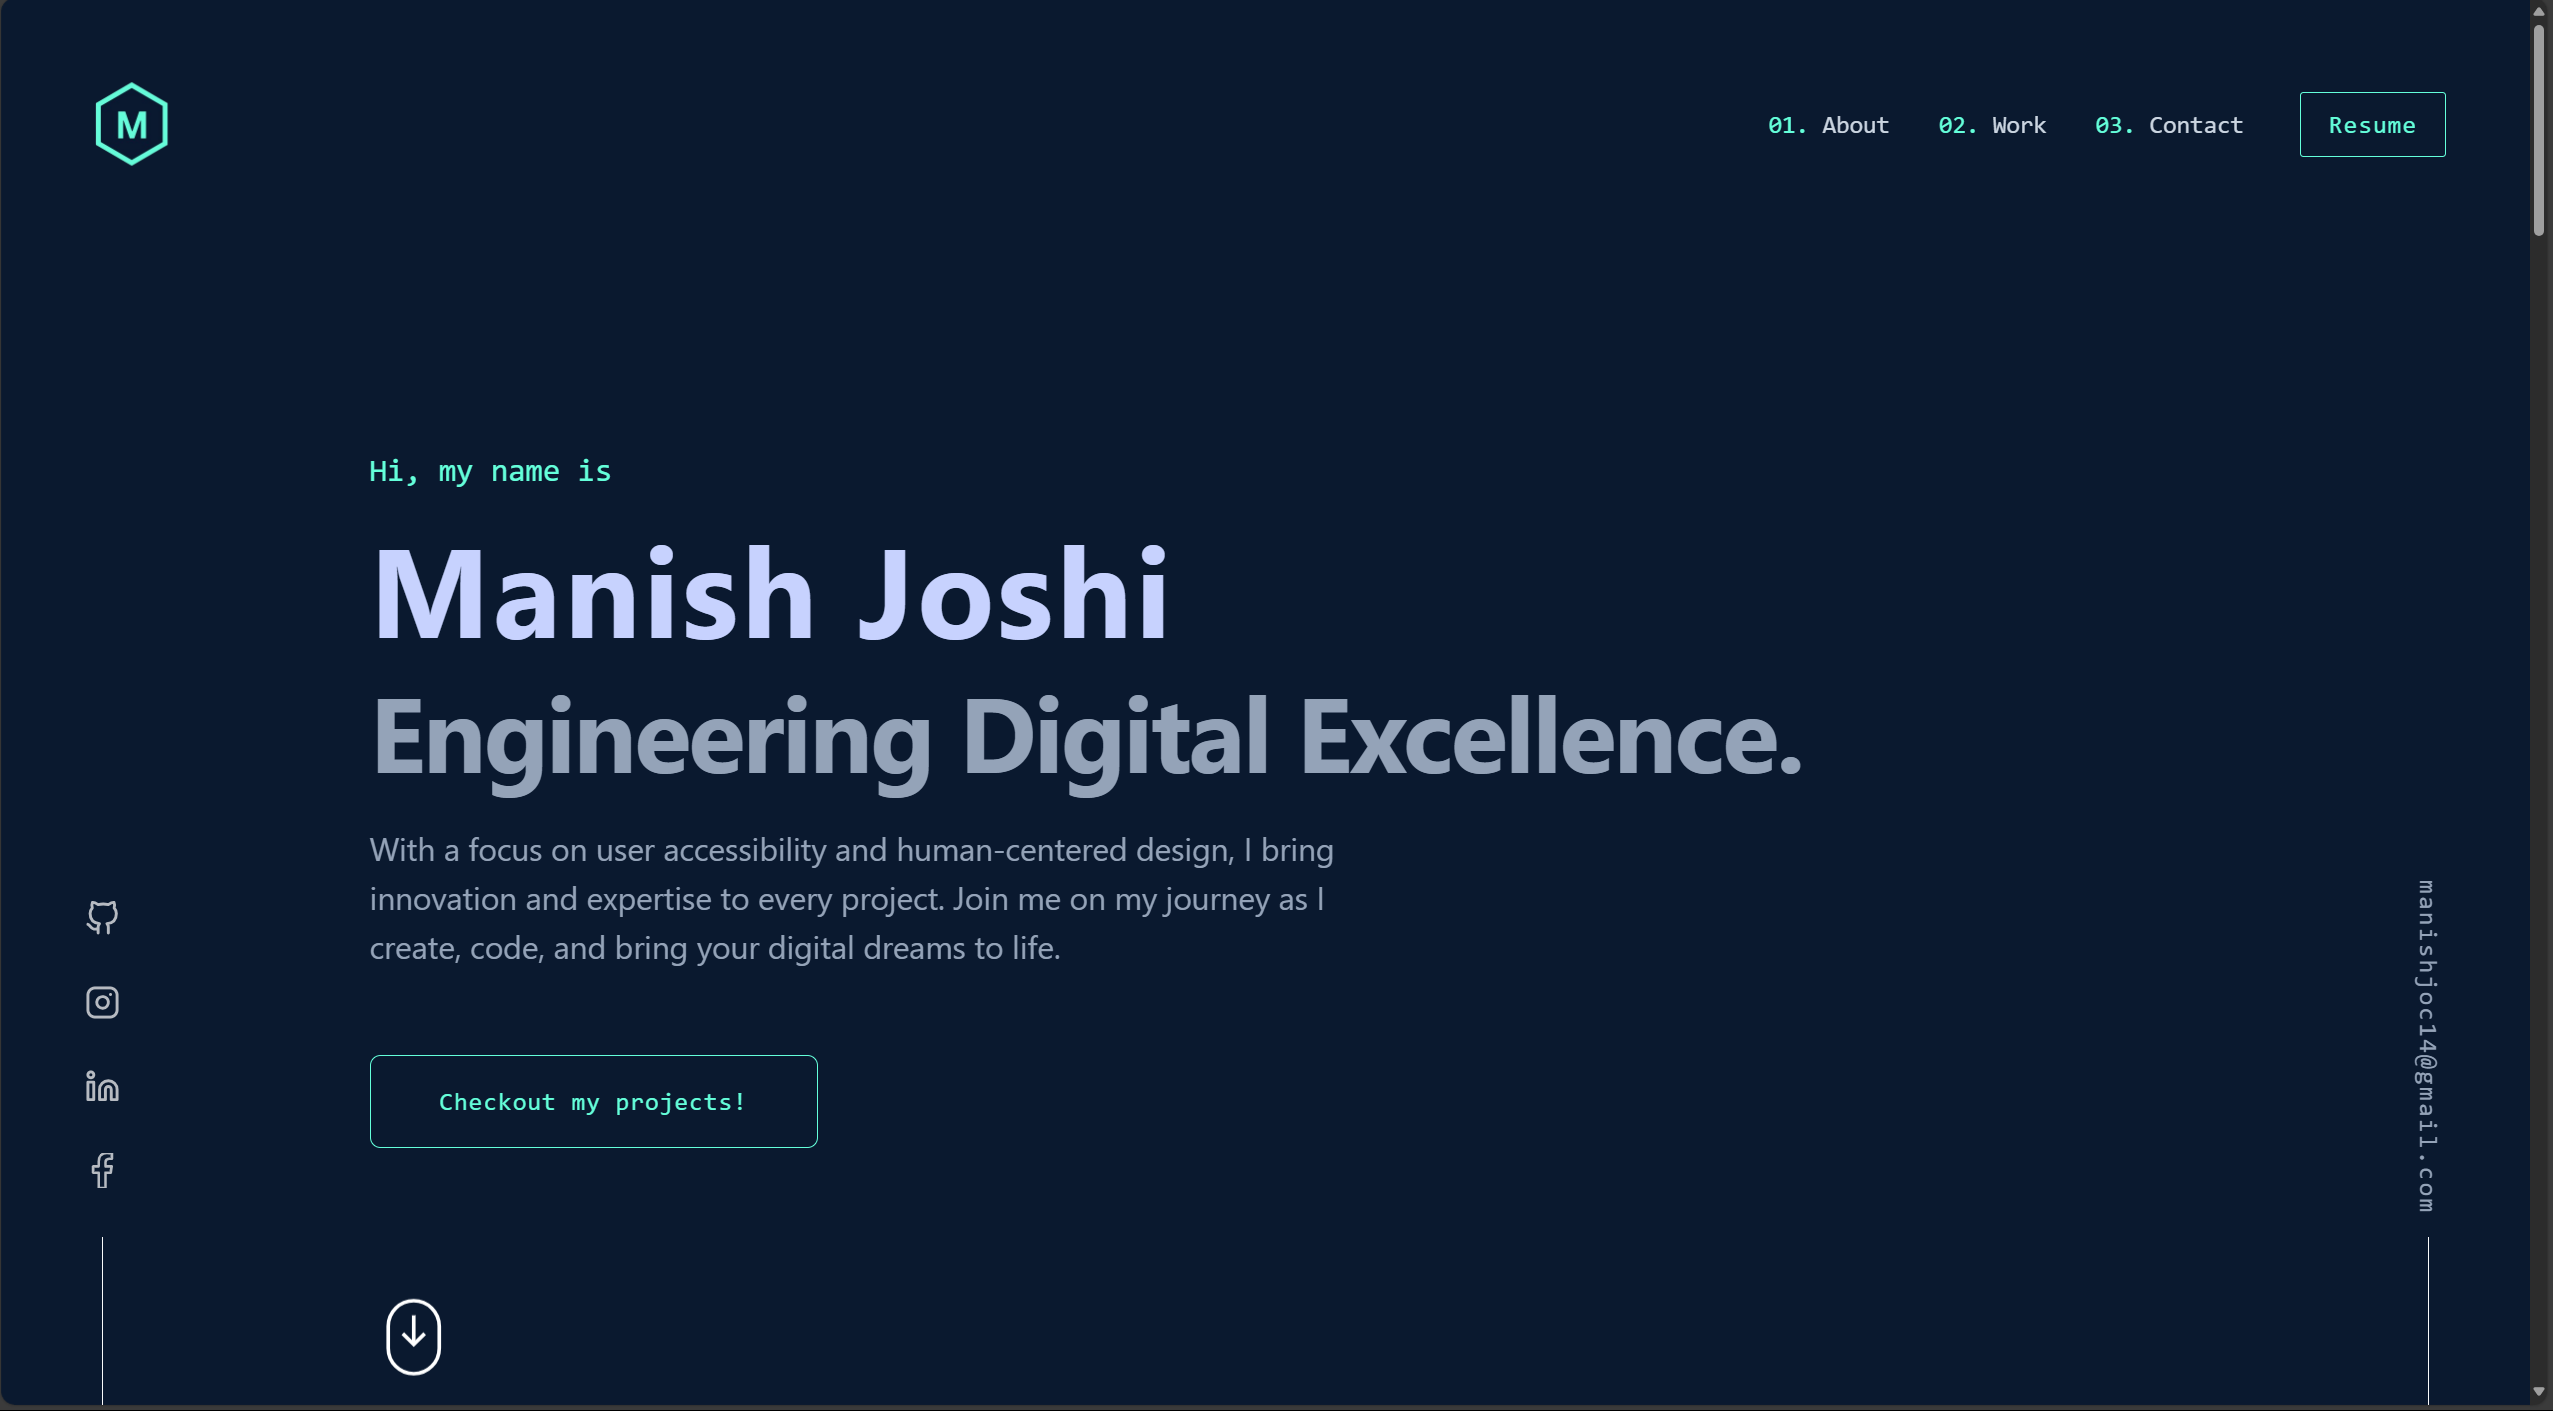 M
01. About 02. Work 03. Contact Resume
Hi, my name is
Manish Joshi
Engineering Digital Excellence.
With a focus on user accessibility and human-centered design, I bring
innovation and expertise to every project. Join me on my journey as I
create, code, and bring your digital dreams to life.
Checkout my projects!
manishjoc14@gmail.com